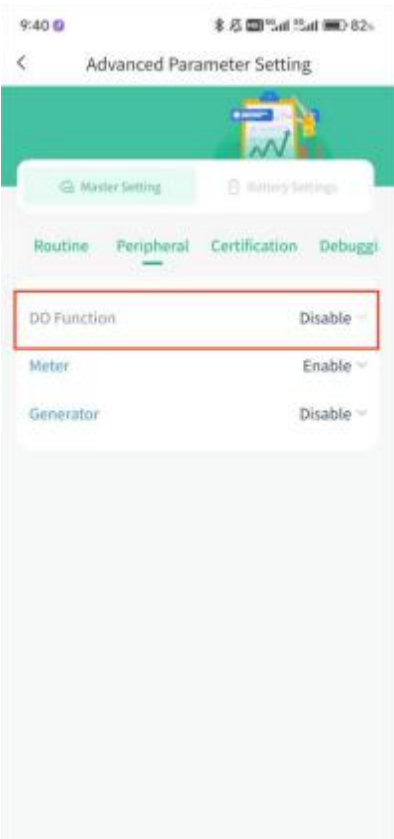 9:40
82%
Advanced Parameter Setting
Master Setting
Battery Settings
Routine Peripheral Certification Debuggi
DO Function Disable
Meter Enable
Generator Disable